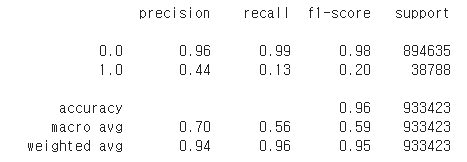 precision recall f1-score support
0.0 0.96 0.99 0.98 894635
1.0 0.44 0.13 0.20 38788
accuracy 0.96 933423
macro avg 0.70 0.56 0.59 933423
weighted avg 0.94 0.96 0.95 933423